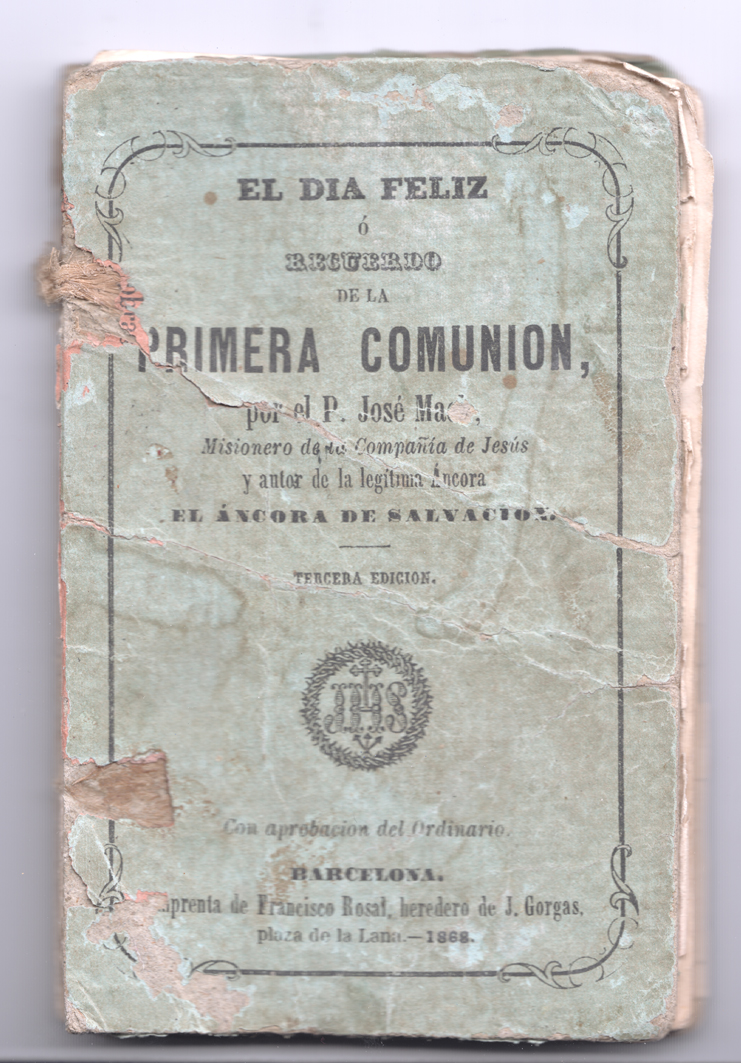 EL DIA FELIZ
ó
RECUERDO
DE LA
PRIMERA COMUNION,
por el P. José
Misionero de la Compañía de Jesús
y autor de la legítima Áncora
EL ÁNCORA DE SALVACION.
TERCERA EDICION.
JHS
Con aprobacion del Ordinario.
BARCELONA.
de Francisco Rosal, heredero de J. Gorgas,
plaza de la Lana.—1868.